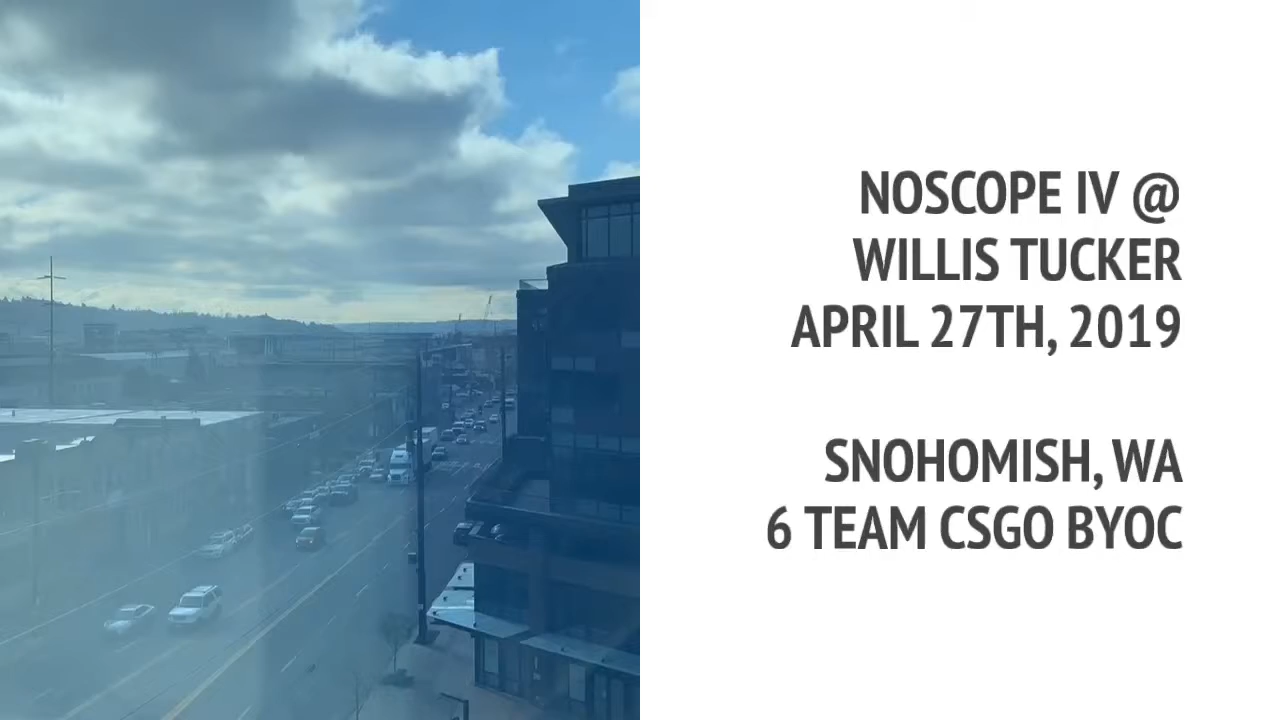 NOSCOPE IV @
WILLIS TUCKER
APRIL 27TH, 2019
SNOHOMISH, WA
6 TEAM CSGO BYOC